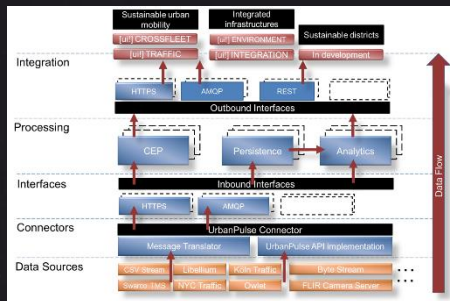 Sustainable urban mobility
Integrated infrastructures
Sustainable districts
[ui!] CROSSFLEET
[ui!] ENVIRONMENT
[ui!] TRAFFIC
[ui!] INTEGRATION
In development
Integration
HTTPS
AMQP
REST
Outbound Interfaces
Processing
CEP
Persistence
Analytics
Data Flow
Interfaces
Inbound Interfaces
HTTPS
AMQP
Connectors
UrbanPulse Connector
Message Translator
UrbanPulse API implementation
Data Sources
CSV Stream
Libellium
Köln Traffic
Byte Stream
Swarco TMS
NYC Traffic
Owlet
FLIR Camera Server